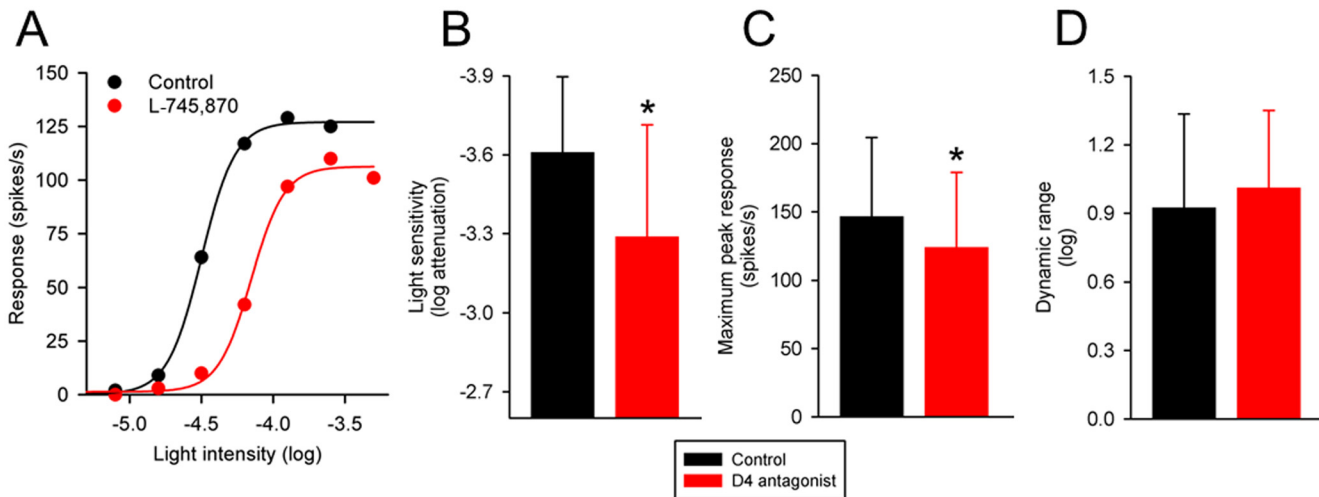 A
150
125
100
75
50
25
0
Response (spikes/s)
Control
L-745,870
-5.0 -4.5 -4.0 -3.5
Light intensity (log)
B
-3.9
-3.6
-3.3
-3.0
-2.7
Light sensitivity
(log attenuation)
*
C
250
200
150
100
50
0
Maximum peak response
(spikes/s)
*
D
1.5
1.2
0.9
0.6
0.3
0.0
Dynamic range
(log)
Control
D4 antagonist